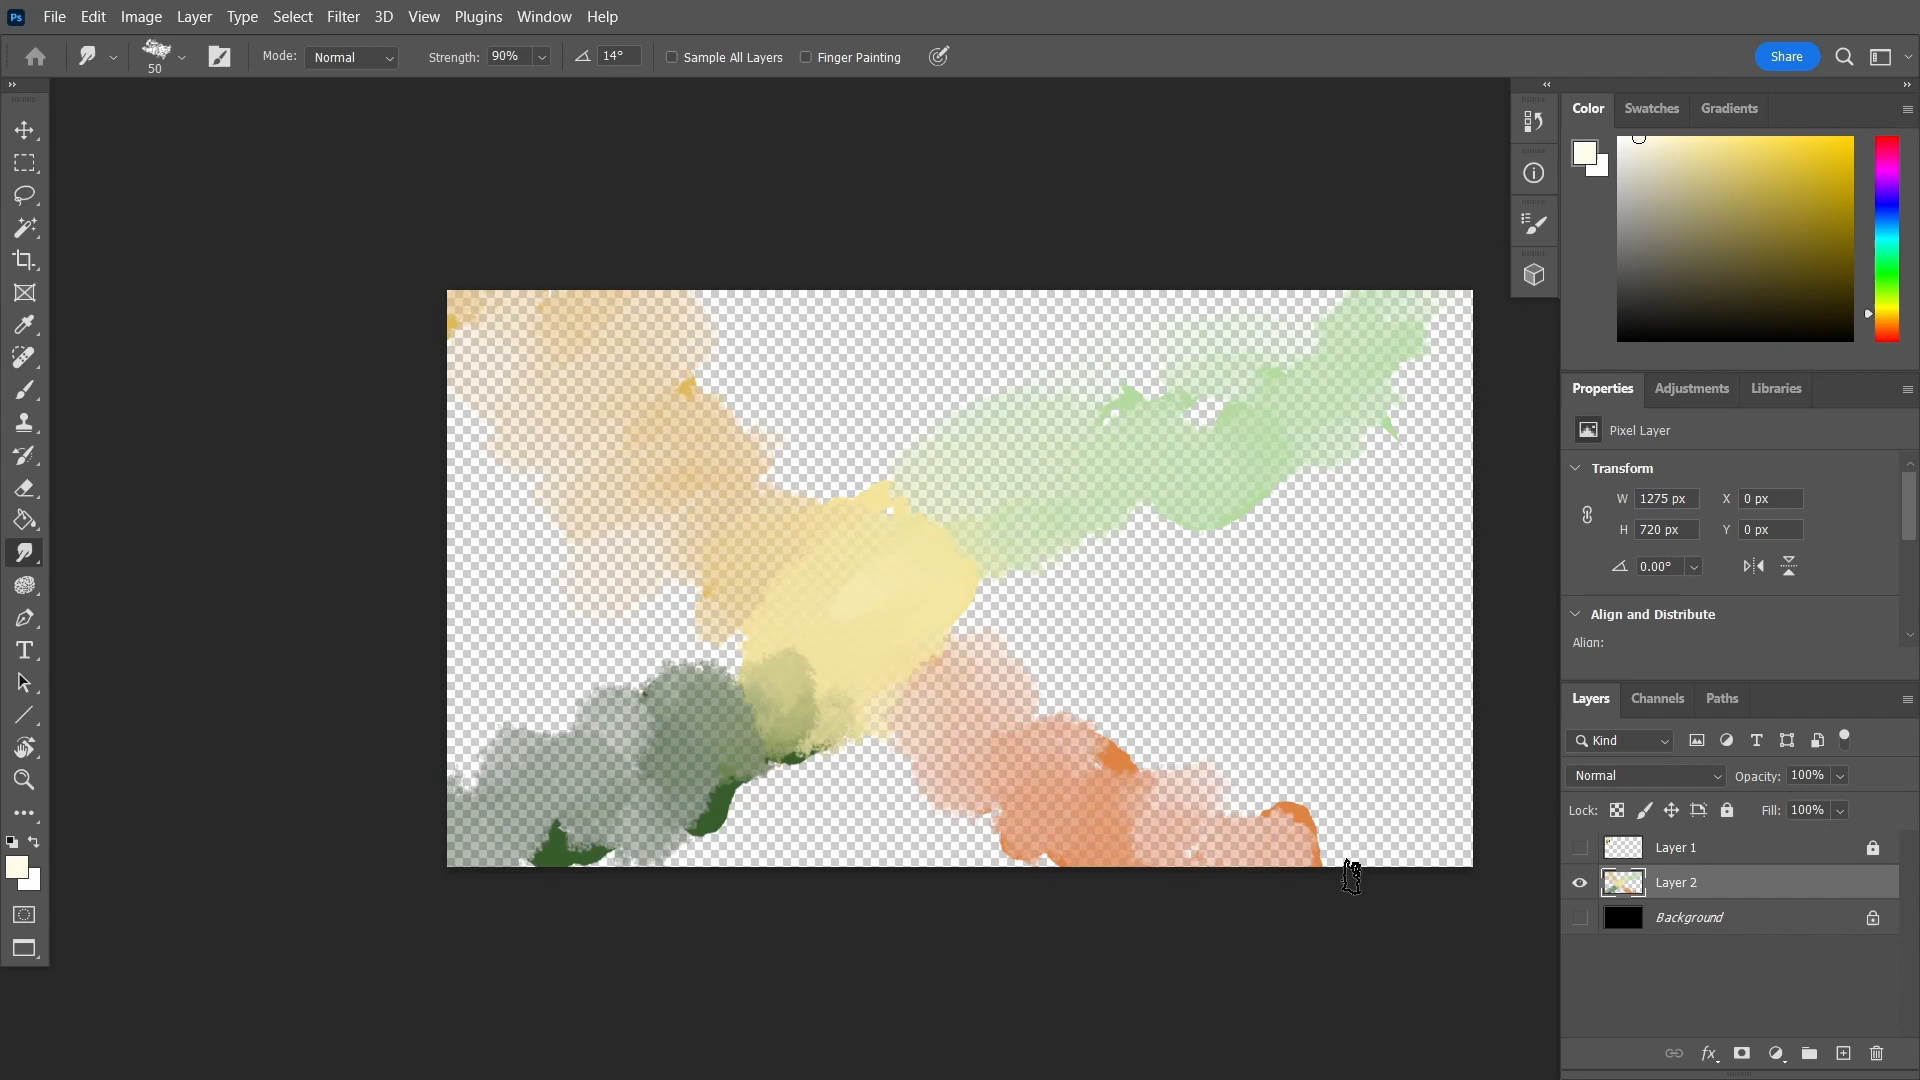 Ps File Edit Image Layer Type Select Filter 3D View Plugins Window Help
50 Mode: Normal Strength: 90% 14° Sample All Layers Finger Painting Share
Color Swatches Gradients
Properties Adjustments Libraries
Pixel Layer
Transform
W 1275 px X 0 px
H 720 px Y 0 px
0.00°
Align and Distribute
Align:
Layers Channels Paths
Kind
Normal Opacity: 100%
Lock: Fill: 100%
Layer 1
Layer 2
Background
fx